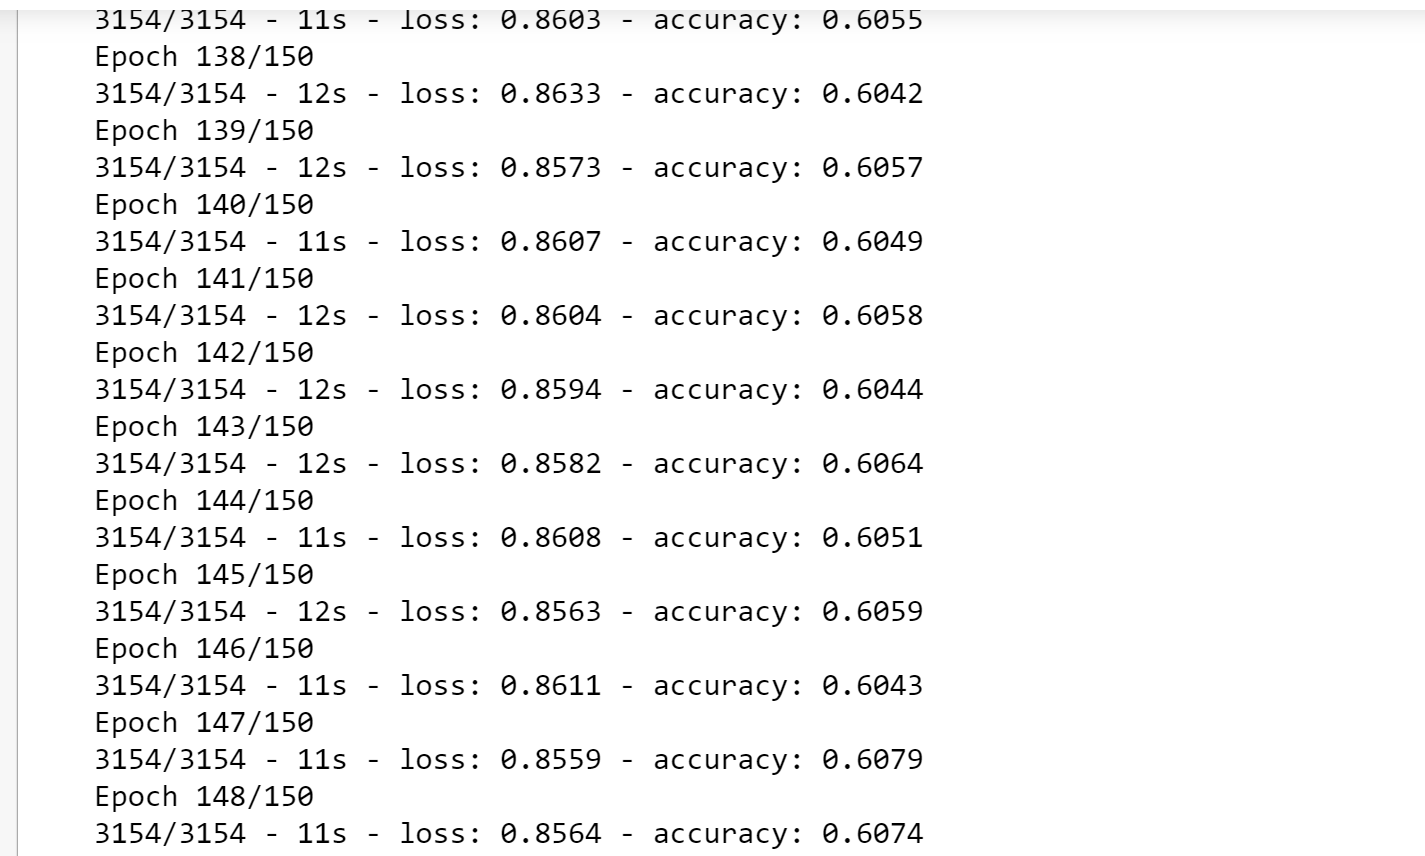 3154/3154 - 11s - loss: 0.8603 - accuracy: 0.6055
Epoch 138/150
3154/3154 - 12s - loss: 0.8633 - accuracy: 0.6042
Epoch 139/150
3154/3154 - 12s - loss: 0.8573 - accuracy: 0.6057
Epoch 140/150
3154/3154 - 11s - loss: 0.8607 - accuracy: 0.6049
Epoch 141/150
3154/3154 - 12s - loss: 0.8604 - accuracy: 0.6058
Epoch 142/150
3154/3154 - 12s - loss: 0.8594 - accuracy: 0.6044
Epoch 143/150
3154/3154 - 12s - loss: 0.8582 - accuracy: 0.6064
Epoch 144/150
3154/3154 - 11s - loss: 0.8608 - accuracy: 0.6051
Epoch 145/150
3154/3154 - 12s - loss: 0.8563 - accuracy: 0.6059
Epoch 146/150
3154/3154 - 11s - loss: 0.8611 - accuracy: 0.6043
Epoch 147/150
3154/3154 - 11s - loss: 0.8559 - accuracy: 0.6079
Epoch 148/150
3154/3154 - 11s - loss: 0.8564 - accuracy: 0.6074